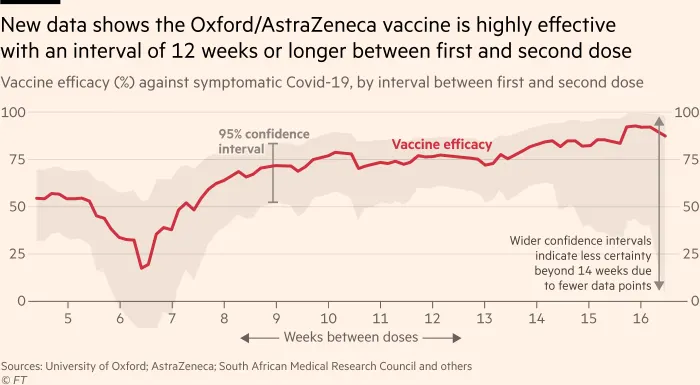 New data shows the Oxford/AstraZeneca vaccine is highly effective
with an interval of 12 weeks or longer between first and second dose
Vaccine efficacy (%) against symptomatic Covid-19, by interval between first and second dose
100
100
95% confidence
interval
Vaccine efficacy
75
75
50
50
Wider confidence intervals
indicate less certainty
beyond 14 weeks due
to fewer data points
25
25
0
0
5 6 7 8 9 10 11 12 13 14 15 16
Weeks between doses
Sources: University of Oxford; AstraZeneca; South African Medical Research Council and others
© FT